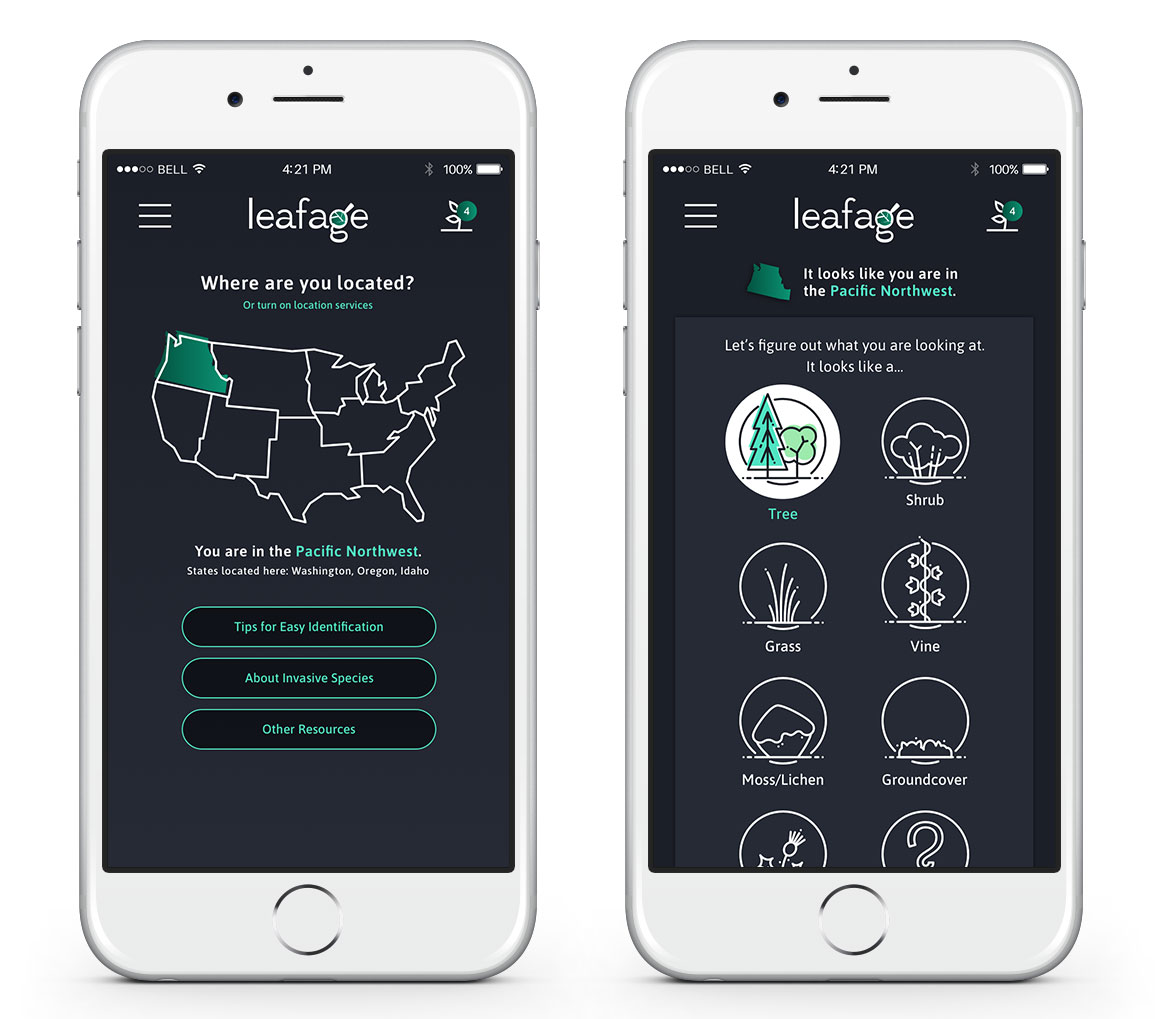 BELL
4:21 PM
100%
leafage
4
Where are you located?
Or turn on location services
You are in the Pacific Northwest.
States located here: Washington, Oregon, Idaho
Tips for Easy Identification
About Invasive Species
Other Resources
BELL
4:21 PM
100%
leafage
4
It looks like you are in
the Pacific Northwest.
Let's figure out what you are looking at.
It looks like a...
Tree
Shrub
Grass
Vine
Moss/Lichen
Groundcover
?